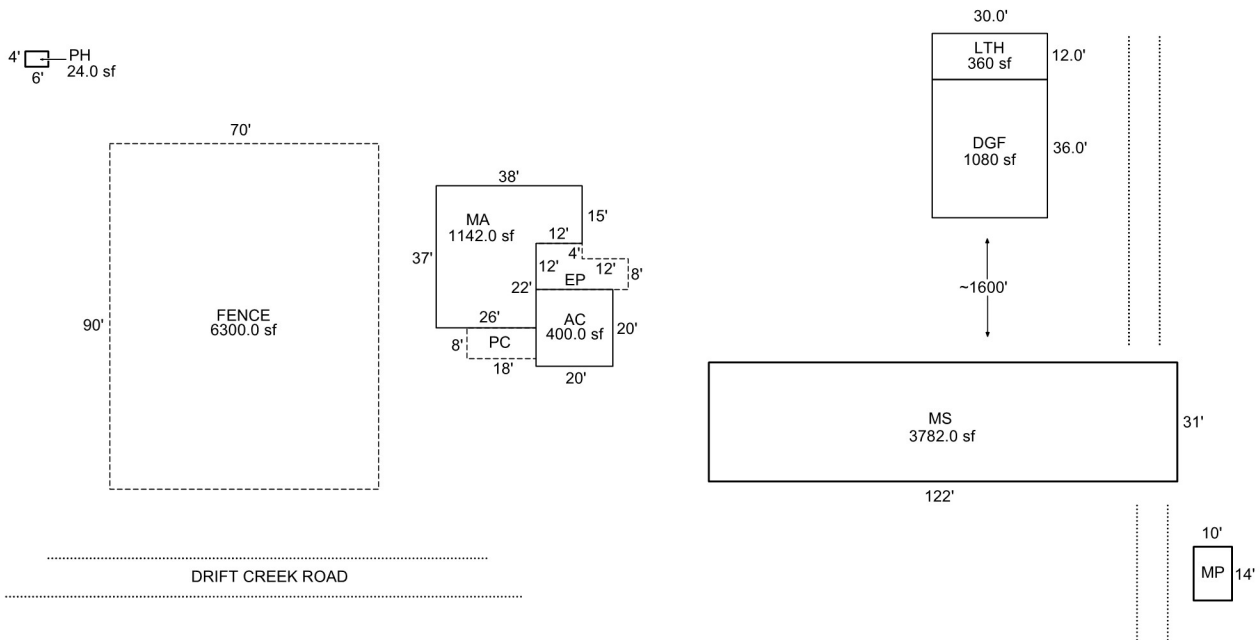 4'
PH
24.0 sf
6'
70'
90'
FENCE
6300.0 sf
38'
MA
1142.0 sf
15'
37'
12'
4'
12'
12'
8'
EP
22'
26'
AC
400.0 sf
20'
8'
PC
18'
20'
30.0'
LTH
360 sf
12.0'
DGF
1080 sf
36.0'
~1600'
MS
3782.0 sf
31'
122'
10'
MP
14'
DRIFT CREEK ROAD